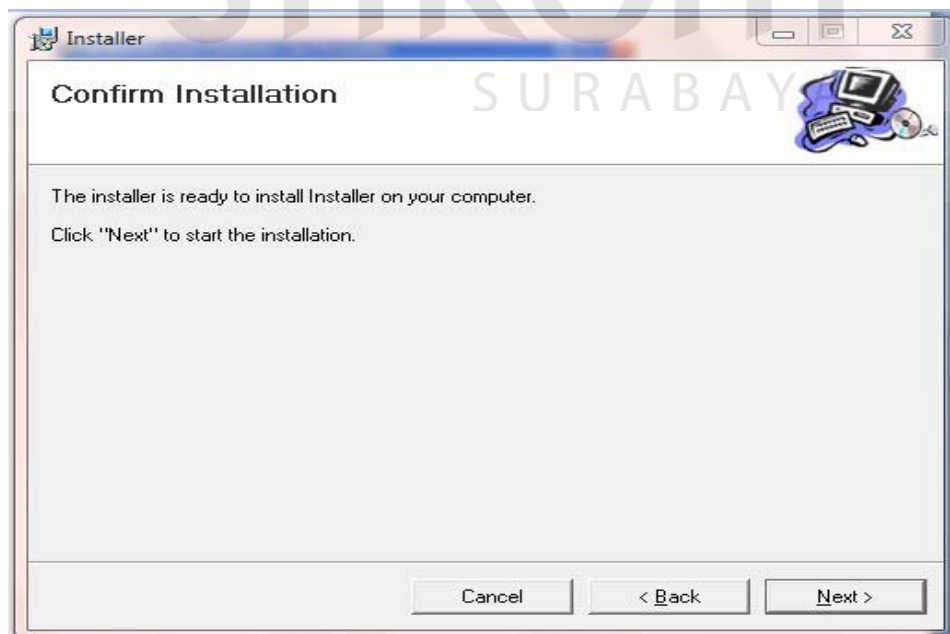 Installer
SURABAYA
Confirm Installation
The installer is ready to install Installer on your computer.
Click "Next" to start the installation.
Cancel
< Back
Next >